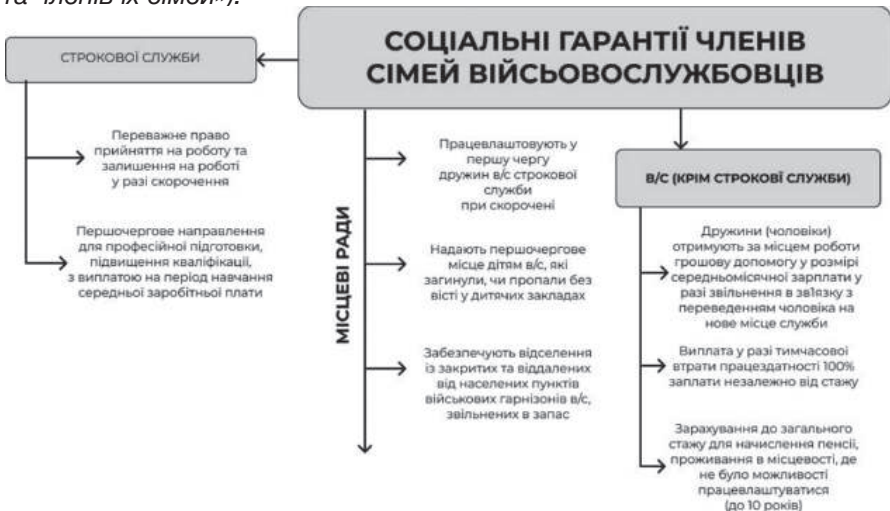 та членів їх сімей»).
СОЦІАЛЬНІ ГАРАНТІЇ ЧЛЕНІВ
СІМЕЙ ВІЙСЬОВОСЛУЖБОВЦІВ
СТРОКОВОЇ СЛУЖБИ
Переважне право
прийняття на роботу та
залишення на роботі
у разі скорочення
Першочергове направлення
для професійної підготовки,
підвищення кваліфікації,
з виплатою на період навчання
середньої заробітньої плати
МІСЦЕВІ РАДИ
Працевлаштовують у
першу чергу
дружин в/с строкової
служби
при скорочені
Надають першочергове
місце дітям в/с, які
загинули, чи пропали без
вісті у дитячих закладах
Забезпечують відселення
із закритих та віддалених
від населених пунктів
військових гарнізонів в/с,
звільнених в запас
В/С (КРІМ СТРОКОВІ СЛУЖБИ)
Дружини (чоловіки)
отримують за місцем роботи
грошову допомогу у розмірі
середньомісячної зарплати у
разі звільнення в зв'язку з
переведенням чоловіка на
нове місце служби
Виплата у разі тимчасової
втрати працездатності 100%
заплати незалежно від стажу
Зарахування до загального
стажу для начислення пенсії,
проживання в місцевості, де
не було можливості
працевлаштуватися
(до 10 років)